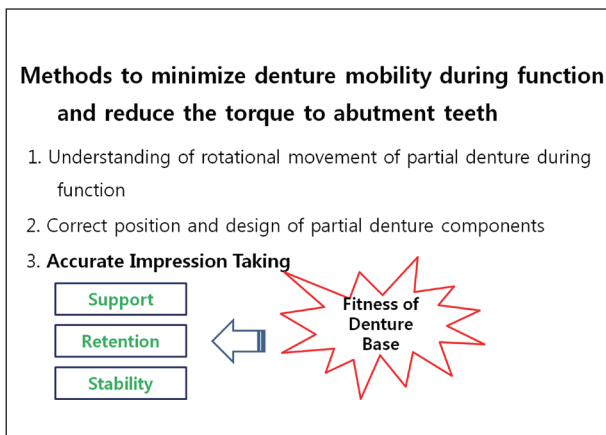 Methods to minimize denture mobility during function
and reduce the torque to abutment teeth
1. Understanding of rotational movement of partial denture during
function
2. Correct position and design of partial denture components
3. Accurate Impression Taking
Support
Retention
Stability
Fitness of
Denture
Base